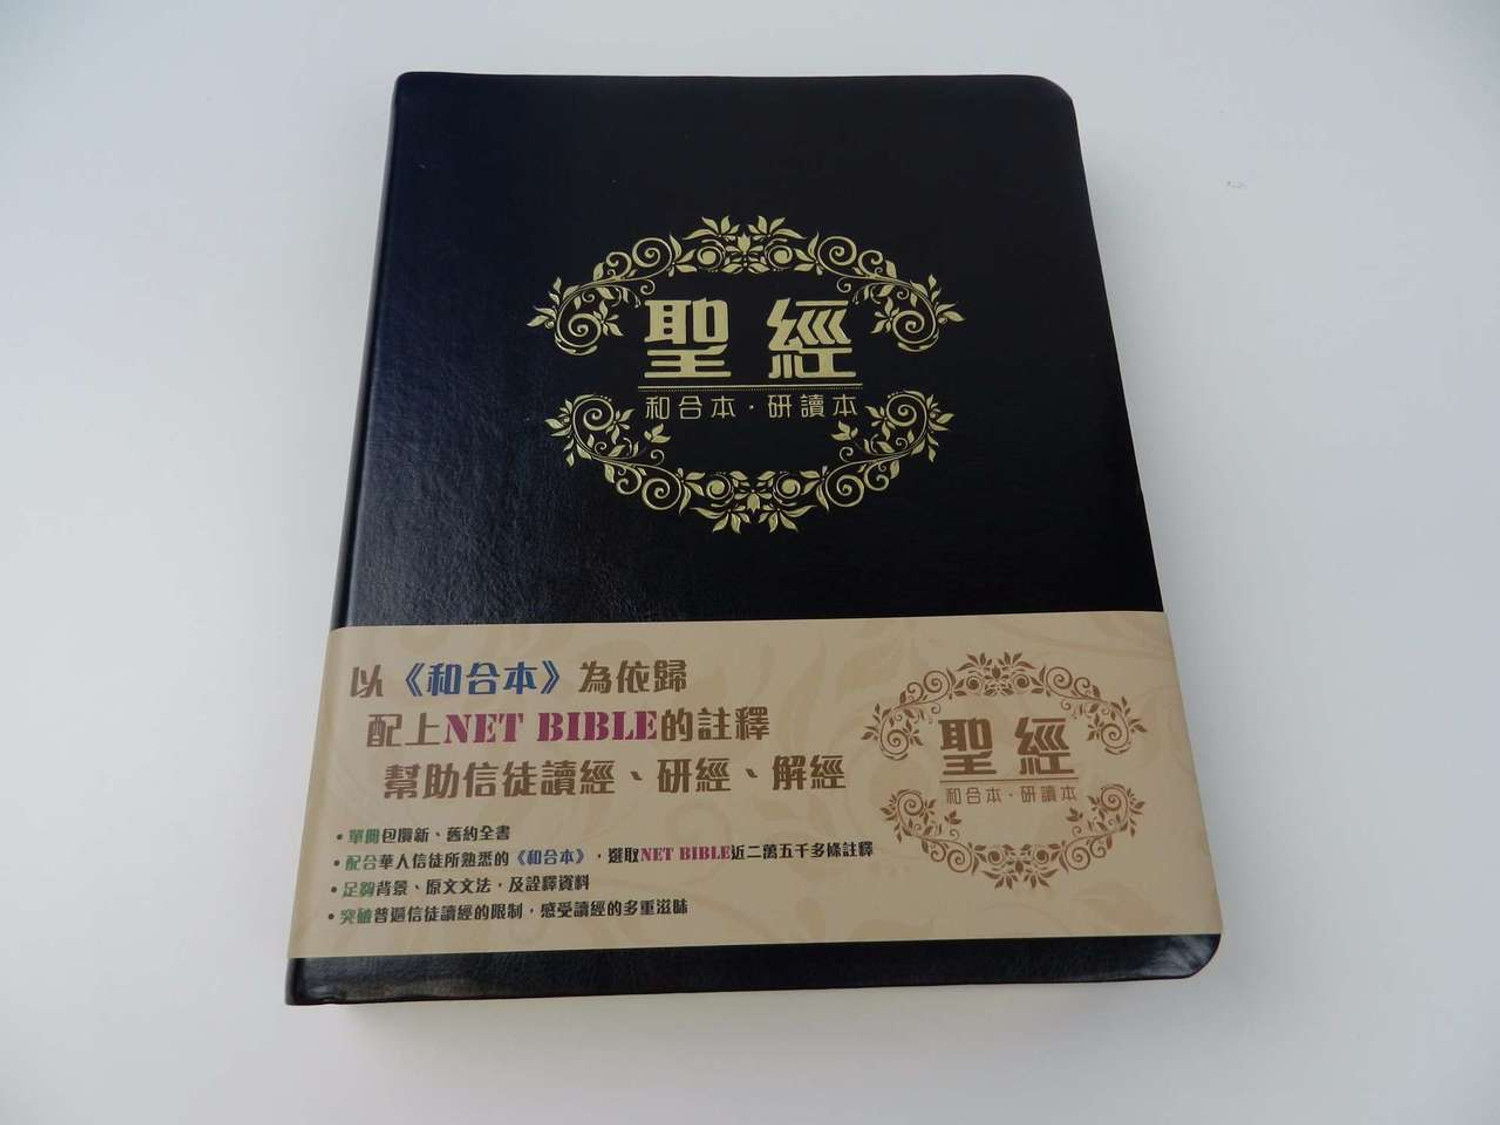 聖經
和合本・研讀本
以《和合本》為依歸
配上NET BIBLE的註釋
幫助信徒讀經、研經、解經
• 單冊包攬新、舊約全書
• 配合華人信徒所熟悉的《和合本》，選取NET BIBLE近二萬五千多條註釋
• 足夠背景、原文文法，及詮釋資料
• 突破普遍信徒讀經的限制，感受讀經的多重滋味
聖經
和合本・研讀本